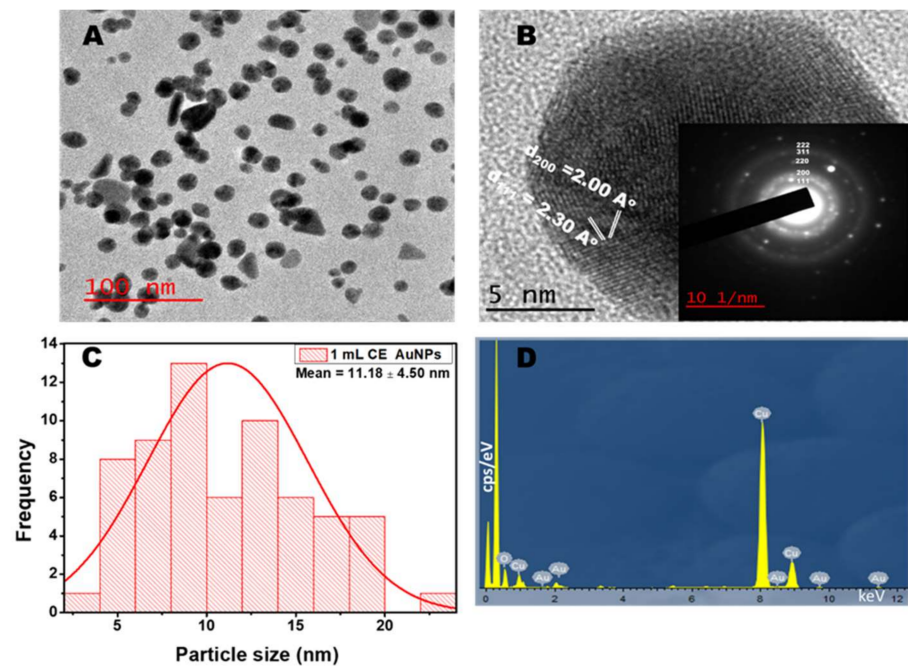 A
100 nm
B
d200 =2.00 A°
d111 = 2.30 A°
5 nm
222
311
220
200
111
10 1/nm
C
1 mL CE AuNPs
Mean = 11.18 ± 4.50 nm
Frequency
14
12
10
8
6
4
2
0
5
10
15
20
Particle size (nm)
D
cps/eV
O
Cu
Au
Au
Cu
Au
Cu
Au
Au
0
2
4
6
8
10
12
keV